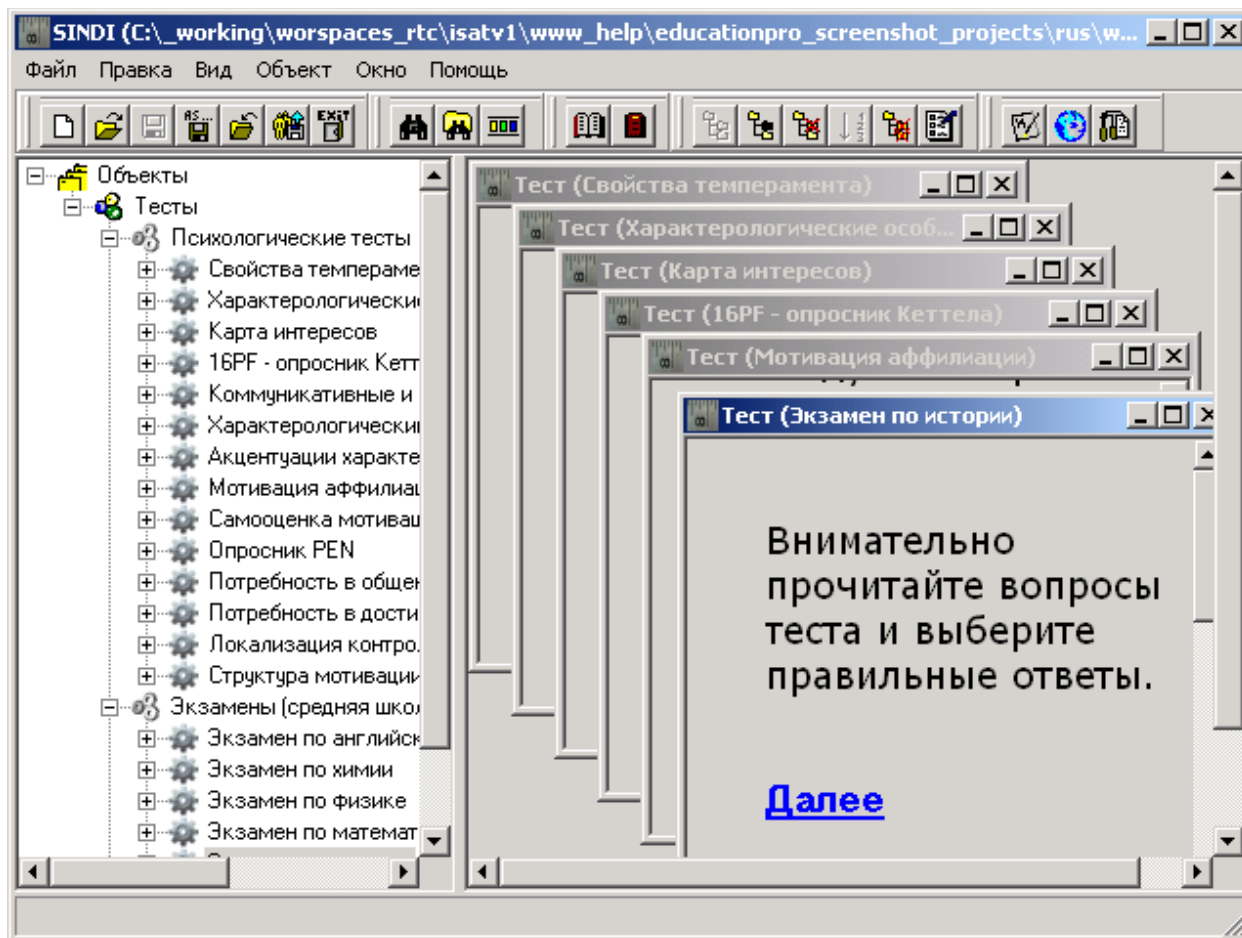 SINDI (C:\_working\worspaces_rtc\isatv1\www_help\educationpro_screenshot_projects\rus\w...
Файл Правка Вид Объект Окно Помощь
AS... EXIT
Объекты
Тесты
Психологические тесты
Свойства темпераме
Характерологически
Карта интересов
16PF - опросник Кетт
Коммуникативные и
Характерологически
Акцентуации характе
Мотивация аффилиац
Самооценка мотивац
Опросник PEN
Потребность в общен
Потребность в дости
Локализация контро.
Структура мотивации
Экзамены (средняя шко
Экзамен по английск
Экзамен по химии
Экзамен по физике
Экзамен по математ
Тест (Свойства темперамента)
Тест (Характерологические особ...
Тест (Карта интересов)
Тест (16PF - опросник Кеттела)
Тест (Мотивация аффилиации)
Тест (Экзамен по истории)
Внимательно
прочитайте вопросы
теста и выберите
правильные ответы.
Далее